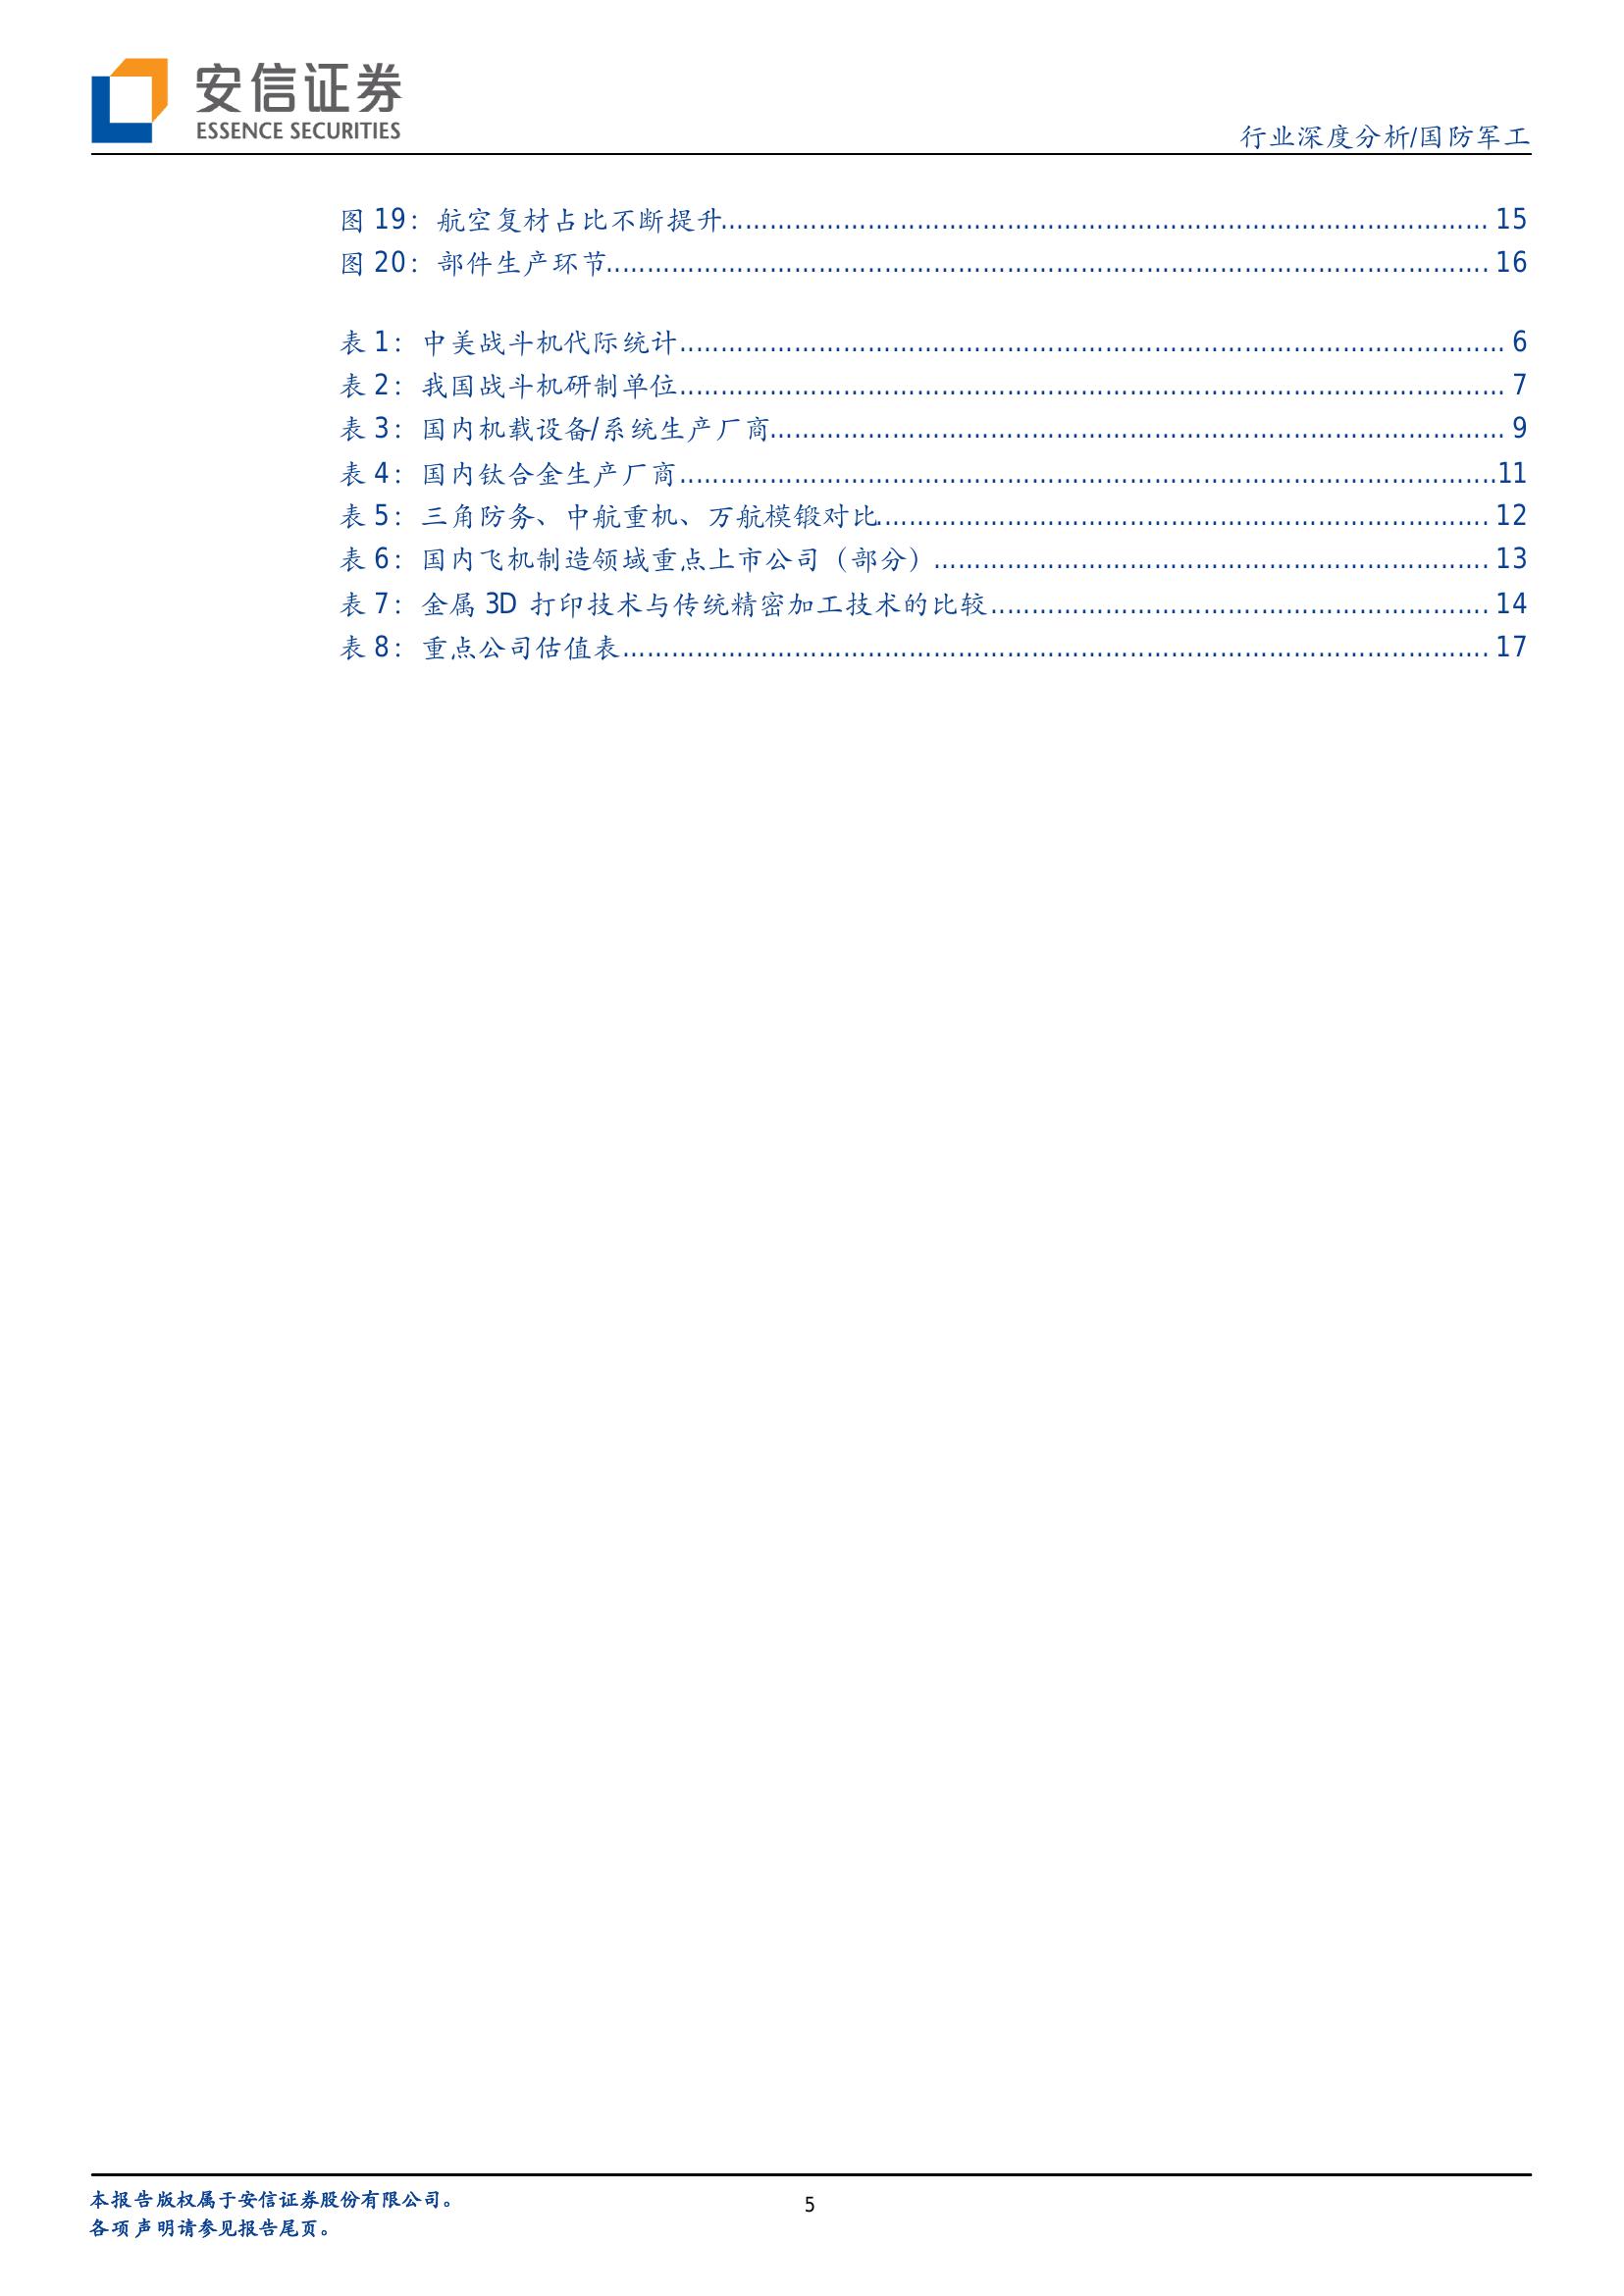 安信证券
ESSENCE SECURITIES
行业深度分析/国防军工
图 19：航空复材占比不断提升........................................................................ 15
图 20：部件生产环节........................................................................ 16
表 1：中美战斗机代际统计........................................................................ 6
表 2：我国战斗机研制单位........................................................................ 7
表 3：国内机载设备/系统生产厂商........................................................................ 9
表 4：国内钛合金生产厂商........................................................................11
表 5：三角防务、中航重机、万航模锻对比........................................................................ 12
表 6：国内飞机制造领域重点上市公司（部分）........................................................................ 13
表 7：金属 3D 打印技术与传统精密加工技术的比较........................................................................ 14
表 8：重点公司估值表........................................................................ 17
本报告版权属于安信证券股份有限公司。
5
各项声明请参见报告尾页。